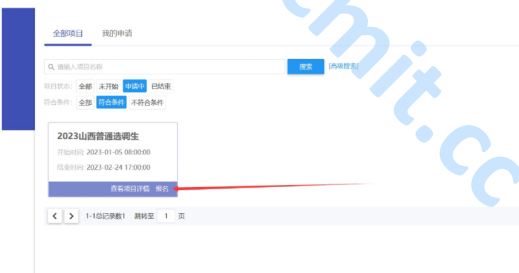 全部项目 我的申请
请输入项目名称 搜索 [高级搜索]
项目状态: 全部 未开始 申请中 已结束
符合条件: 全部 符合条件 不符合条件
2023山西普通选调生
开始时间: 2023-01-05 08:00:00
结束时间: 2023-02-24 17:00:00
查看项目详情 报名
< > 1-1总记录数1 跳转至 1 页
cmit.cc